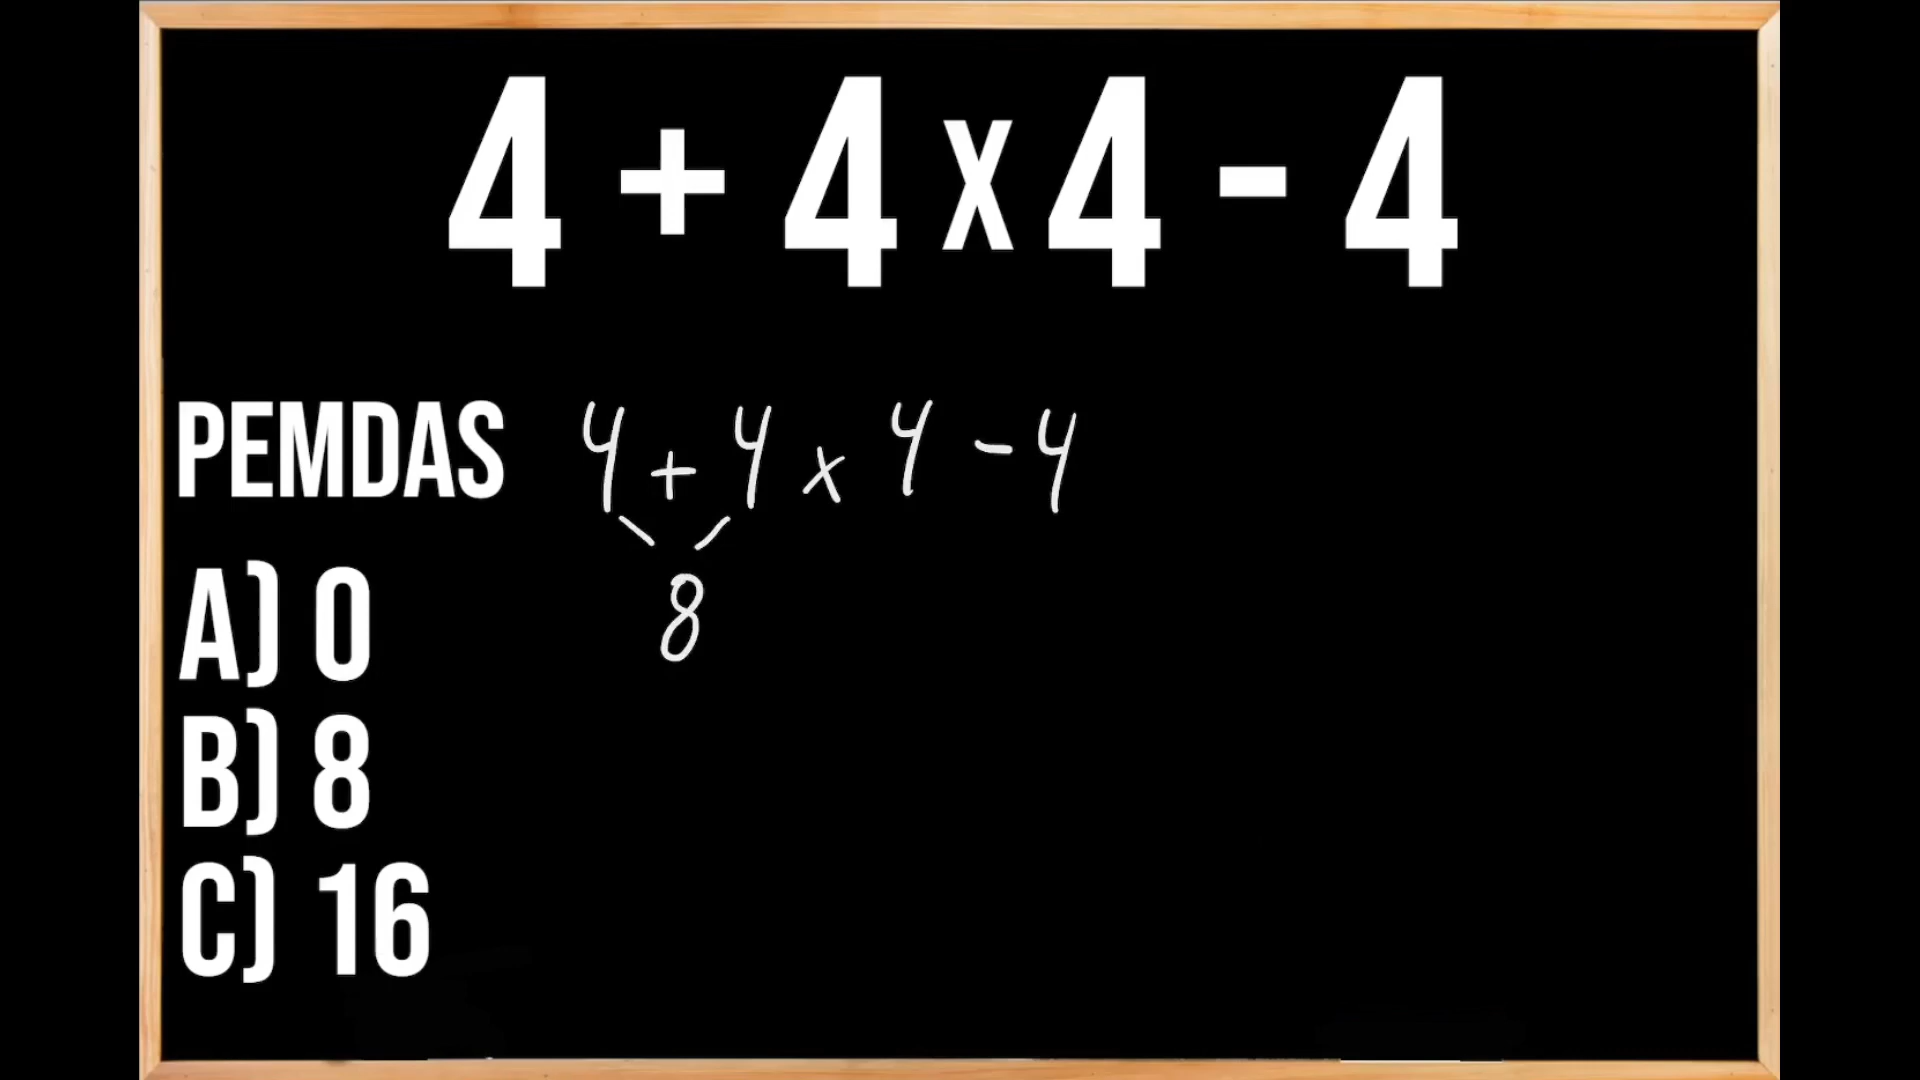 4 + 4 X 4 - 4
PEMDAS 4 + 4 x 4 - 4
8
A) 0
B) 8
C) 16